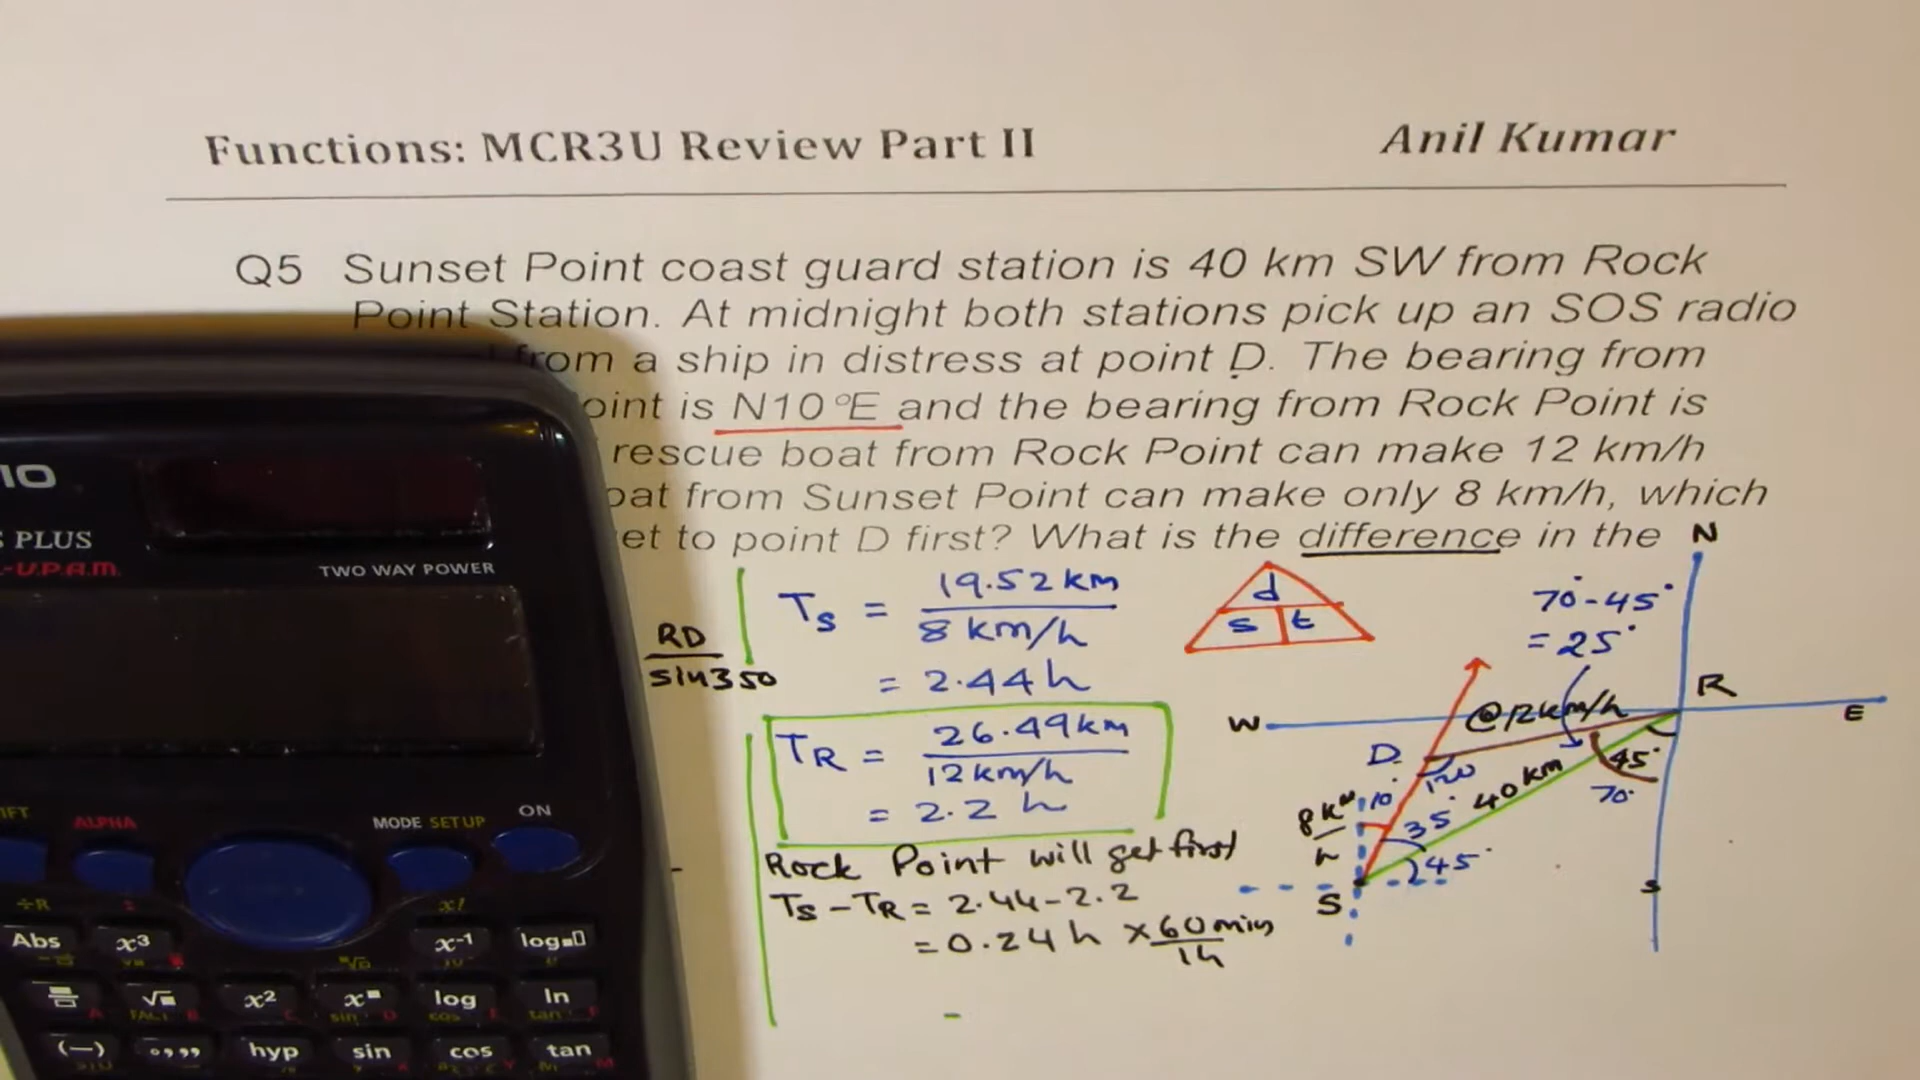 Functions: MCR3U Review Part II
Anil Kumar
Q5 Sunset Point coast guard station is 40 km SW from Rock
Point Station. At midnight both stations pick up an SOS radio
from a ship in distress at point D. The bearing from
oint is N10°E and the bearing from Rock Point is
rescue boat from Rock Point can make 12 km/h
oat from Sunset Point can make only 8 km/h, which
et to point D first? What is the difference in the
RD
sin350
Ts = 19.52 km
8 km/h
= 2.44 h
TR = 26.49 km
12 km/h
= 2.2 h
Rock Point will get first
Ts - TR = 2.44 - 2.2
= 0.24 h × 60 min
1h
=
d
s t
N
70° - 45°
= 25°
R
W
E
@12km/h
D
120
10°
40 km
45°
70°
35°
45°
S
S
10
S PLUS
-V.P.A.M.
TWO WAY POWER
IFT
ALPHA
MODE SETUP
ON
÷R
x!
Abs
x³
x⁻¹
log
x²
log
ln
(−)
°,,,
hyp
sin
cos
tan